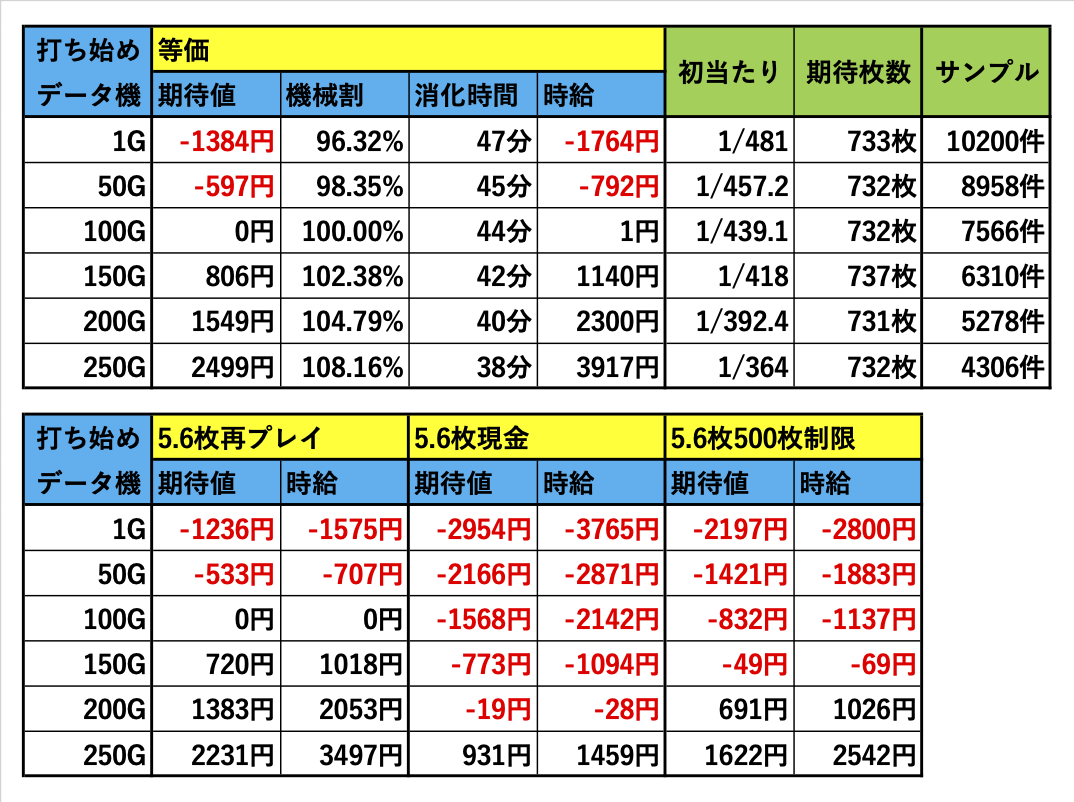 打ち始め 等価 初当たり 期待枚数 サンプル
データ機 期待値 機械割 消化時間 時給
1G -1384円 96.32% 47分 -1764円 1/481 733枚 10200件
50G -597円 98.35% 45分 -792円 1/457.2 732枚 8958件
100G 0円 100.00% 44分 1円 1/439.1 732枚 7566件
150G 806円 102.38% 42分 1140円 1/418 737枚 6310件
200G 1549円 104.79% 40分 2300円 1/392.4 731枚 5278件
250G 2499円 108.16% 38分 3917円 1/364 732枚 4306件
打ち始め 5.6枚再プレイ 5.6枚現金 5.6枚500枚制限
データ機 期待値 時給 期待値 時給 期待値 時給
1G -1236円 -1575円 -2954円 -3765円 -2197円 -2800円
50G -533円 -707円 -2166円 -2871円 -1421円 -1883円
100G 0円 0円 -1568円 -2142円 -832円 -1137円
150G 720円 1018円 -773円 -1094円 -49円 -69円
200G 1383円 2053円 -19円 -28円 691円 1026円
250G 2231円 3497円 931円 1459円 1622円 2542円